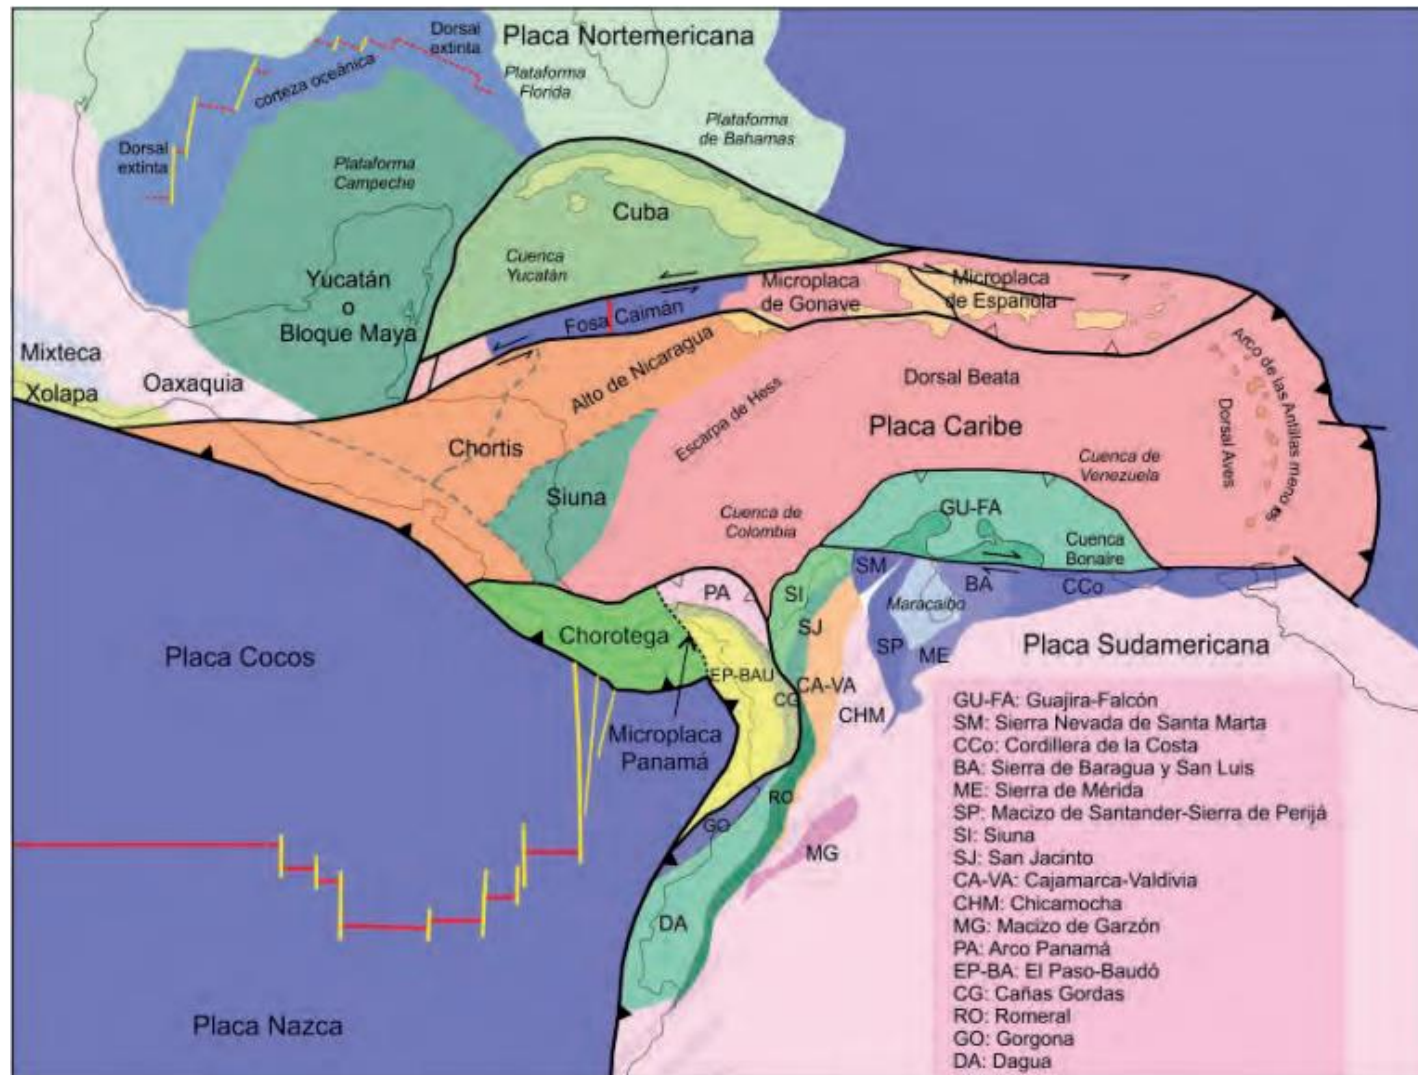 Placa Nortemericana
Dorsal
extinta
corteza oceánica
Plataforma
Florida
Plataforma
de Bahamas
Dorsal
extinta
Plataforma
Campeche
Cuba
Cuenca
Yucatán
Yucatán
o
Bloque Maya
Fosa Caimán
Microplaca
de Gonave
Microplaca
de Española
Mixteca
Xolapa
Oaxaquia
Alto de Nicaragua
Escarpa de Hess
Dorsal Beata
Placa Caribe
Arco de las Antillas menores
Dorsal Aves
Chortis
Siuna
Cuenca de
Colombia
Cuenca de
Venezuela
GU-FA
Cuenca
Bonaire
SM
BA
CCo
Maracaibo
PA
SI
SJ
SP
ME
Chorotega
EP-BAU
CG
CA-VA
CHM
Placa Cocos
Microplaca
Panamá
Placa Sudamericana
RO
GO
MG
DA
Placa Nazca
GU-FA: Guajira-Falcón
SM: Sierra Nevada de Santa Marta
CCo: Cordillera de la Costa
BA: Sierra de Baragua y San Luis
ME: Sierra de Mérida
SP: Macizo de Santander-Sierra de Perijá
SI: Siuna
SJ: San Jacinto
CA-VA: Cajamarca-Valdivia
CHM: Chicamocha
MG: Macizo de Garzón
PA: Arco Panamá
EP-BA: El Paso-Baudó
CG: Cañas Gordas
RO: Romeral
GO: Gorgona
DA: Dagua